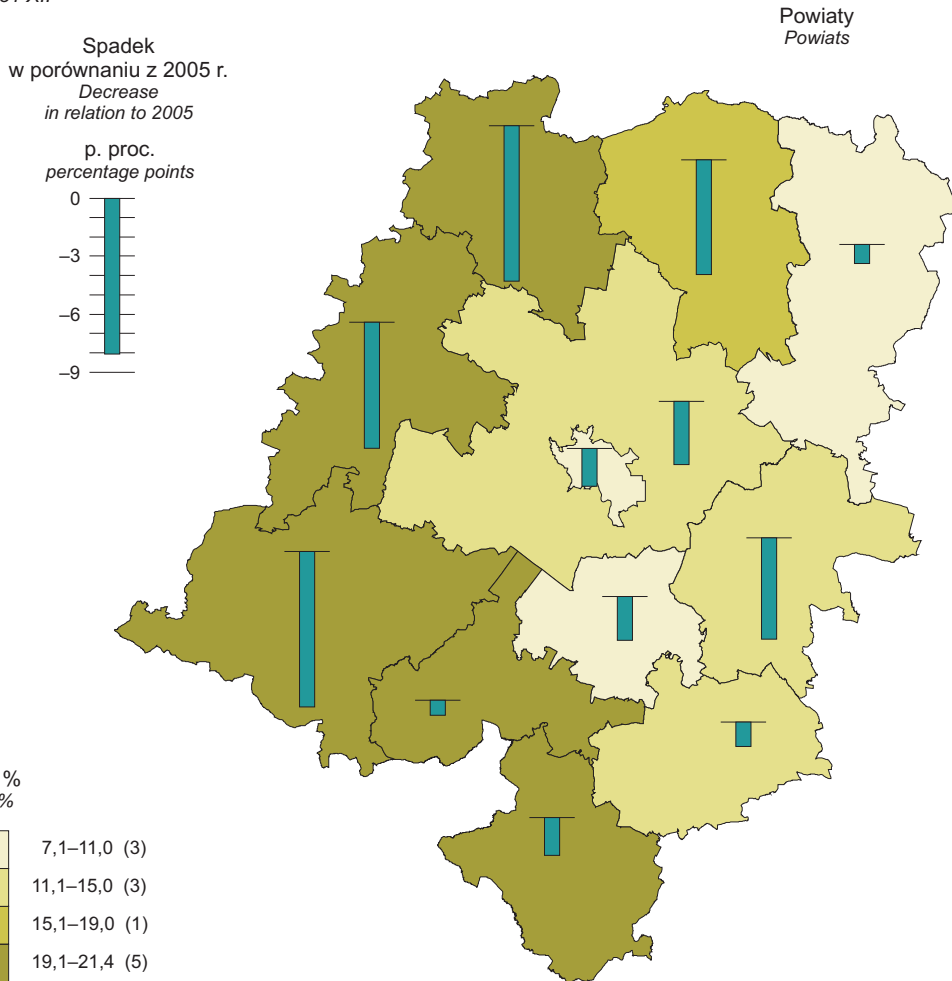 Powiaty
Powiats
Spadek
w porównaniu z 2005 r.
Decrease
in relation to 2005
p. proc.
percentage points
0
–3
–6
–9
%
%
7,1–11,0 (3)
11,1–15,0 (3)
15,1–19,0 (1)
19,1–21,4 (5)